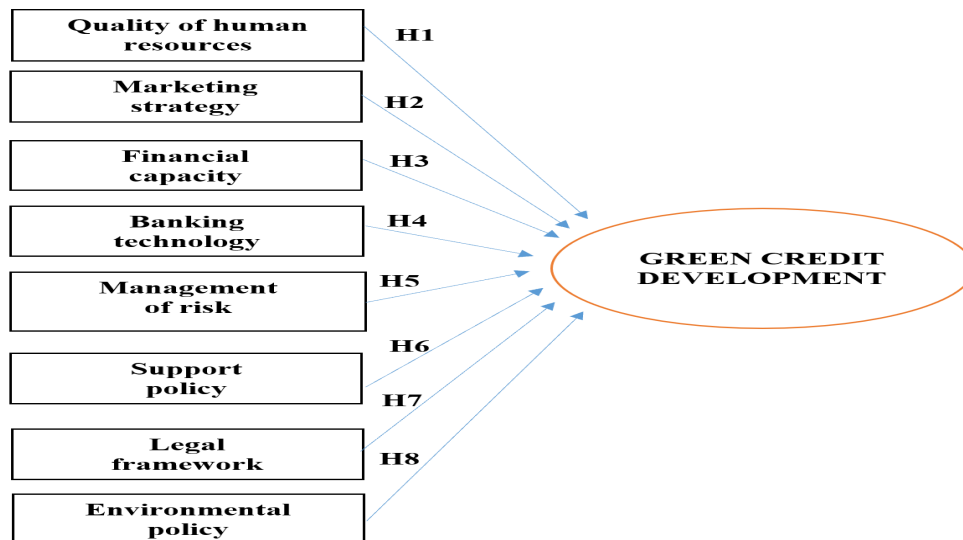 Quality of human
resources
H1
Marketing
strategy
H2
Financial
capacity
H3
Banking
technology
H4
Management
of risk
H5
Support
policy
H6
Legal
framework
H7
Environmental
policy
H8
GREEN CREDIT
DEVELOPMENT